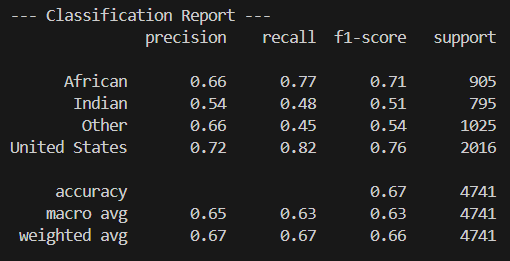 --- Classification Report ---
precision recall f1-score support
African 0.66 0.77 0.71 905
Indian 0.54 0.48 0.51 795
Other 0.66 0.45 0.54 1025
United States 0.72 0.82 0.76 2016
accuracy 0.67 4741
macro avg 0.65 0.63 0.63 4741
weighted avg 0.67 0.67 0.66 4741